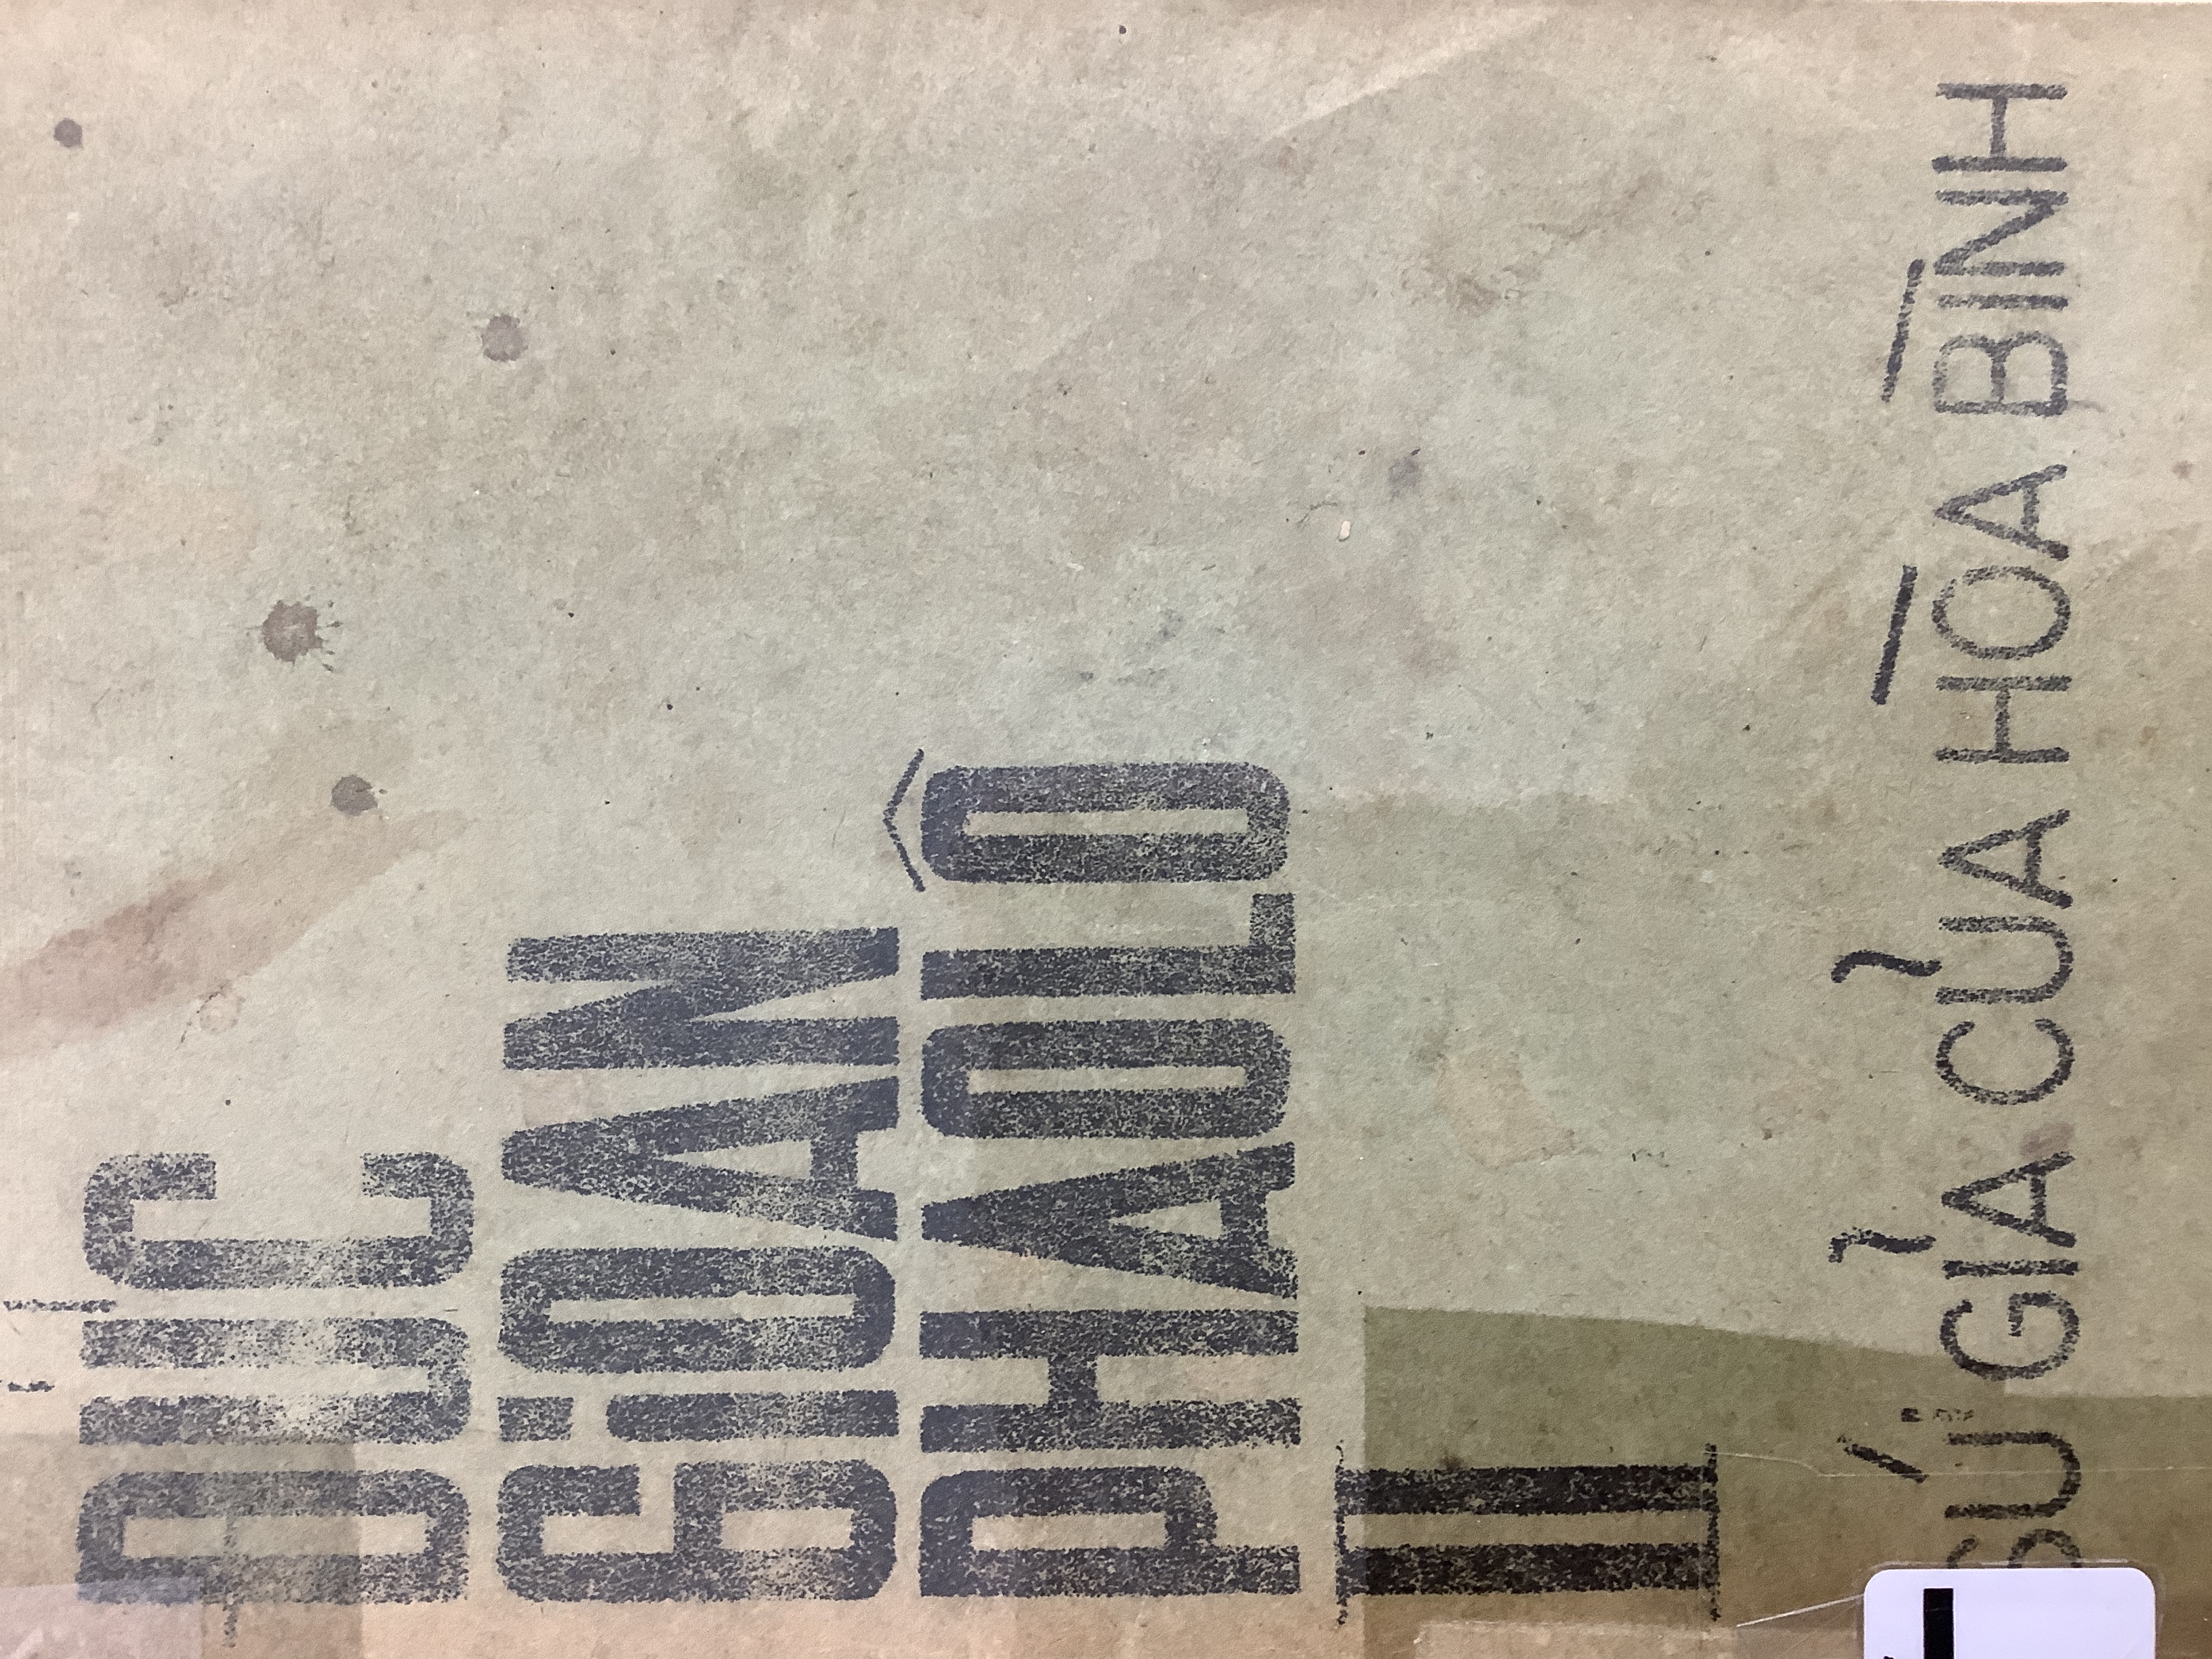 ĐỨC
GIOAN
PHAOLÔ
II
SỨ GIẢ CỦA HÒA BÌNH